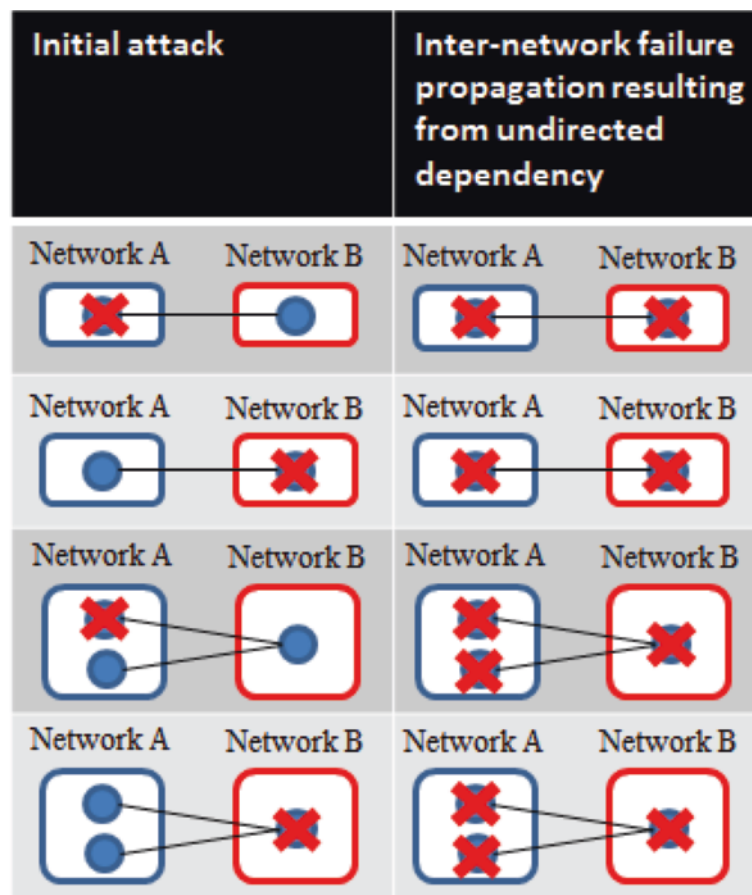 Initial attack
Inter-network failure
propagation resulting
from undirected
dependency
Network A
Network B
Network A
Network B
Network A
Network B
Network A
Network B
Network A
Network B
Network A
Network B
Network A
Network B
Network A
Network B